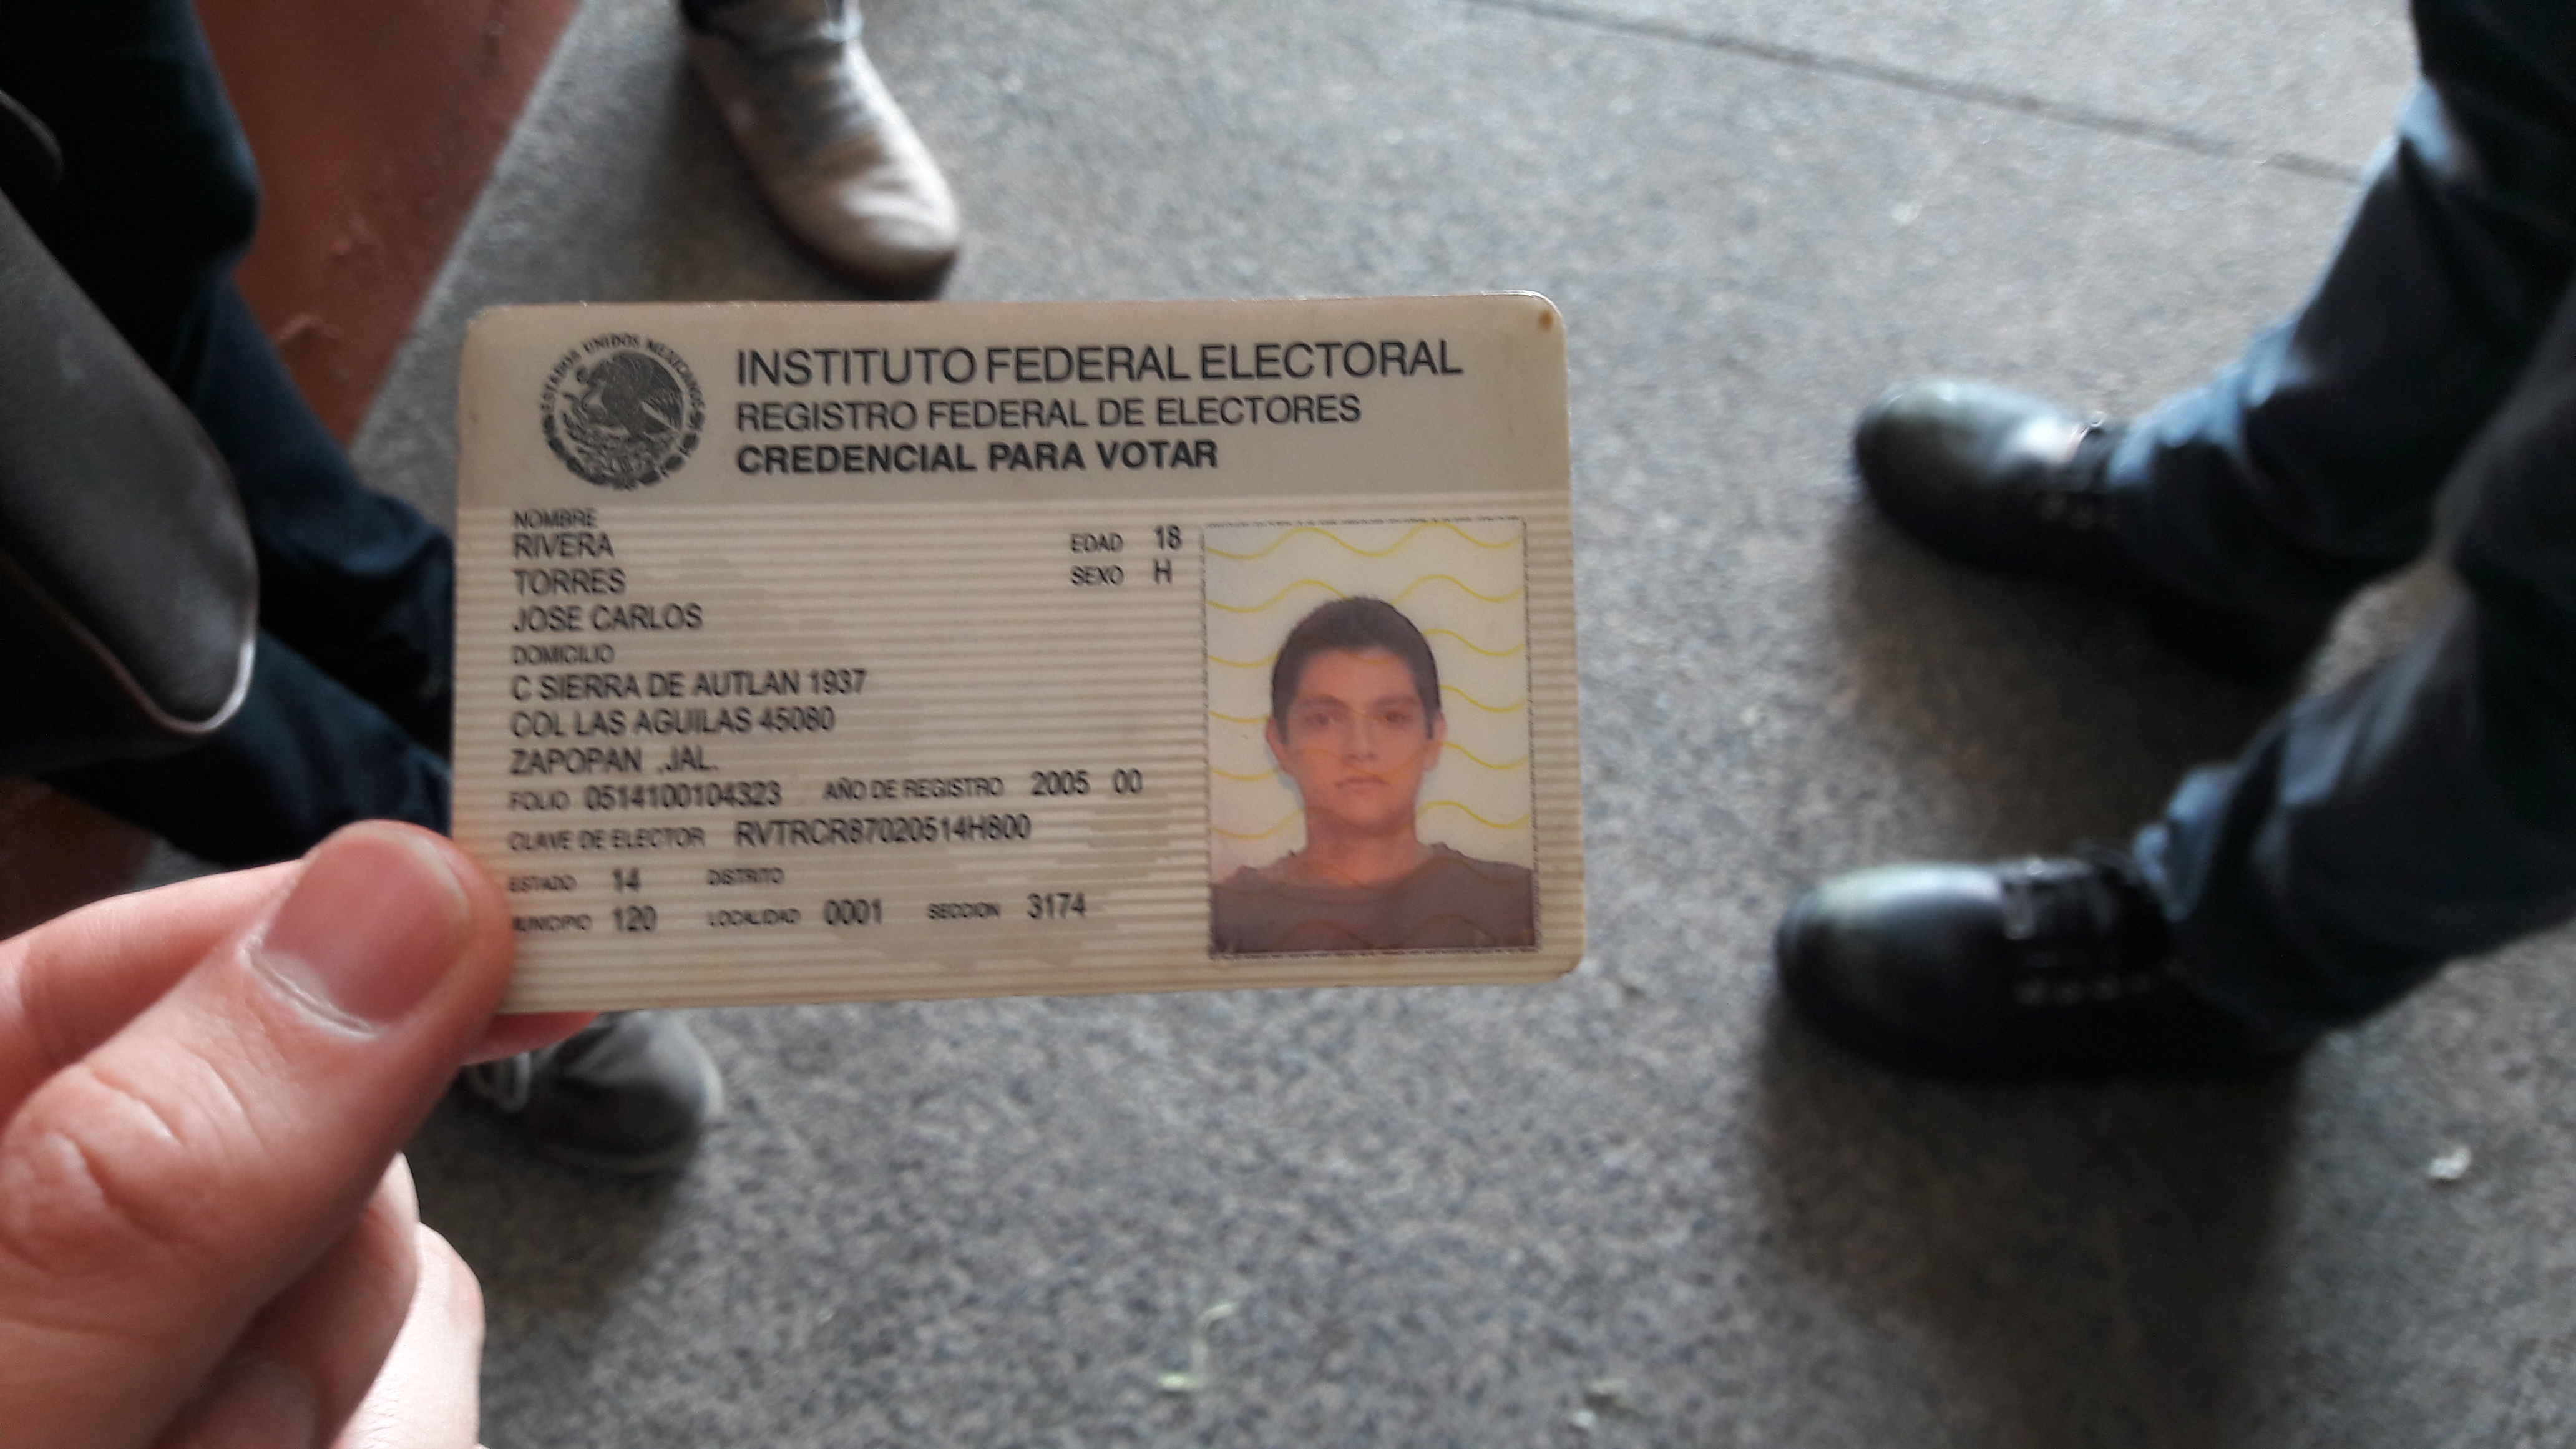 ESTADOS UNIDOS MEXICANOS
INSTITUTO FEDERAL ELECTORAL
REGISTRO FEDERAL DE ELECTORES
CREDENCIAL PARA VOTAR
NOMBRE
RIVERA
TORRES
JOSE CARLOS
EDAD 18
SEXO H
DOMICILIO
C SIERRA DE AUTLAN 1937
COL LAS AGUILAS 45080
ZAPOPAN ,JAL.
FOLIO 0514100104323 AÑO DE REGISTRO 2005 00
CLAVE DE ELECTOR RVTRCR87020514H800
ESTADO 14 DISTRITO
MUNICIPIO 120 LOCALIDAD 0001 SECCION 3174